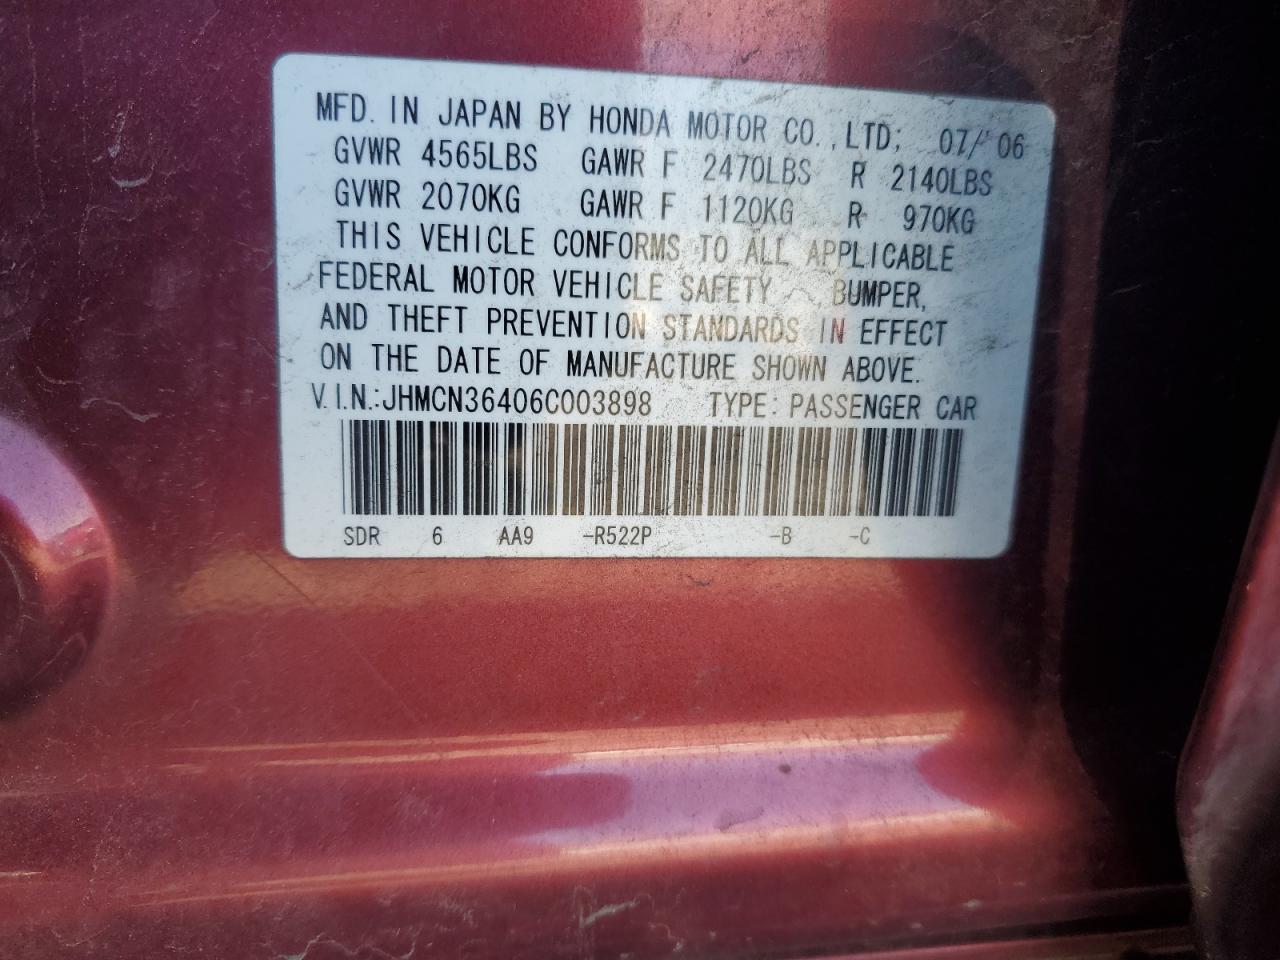 MFD. IN JAPAN BY HONDA MOTOR CO., LTD; 07/'06
GVWR 4565LBS GAWR F 2470LBS R 2140LBS
GVWR 2070KG GAWR F 1120KG R 970KG
THIS VEHICLE CONFORMS TO ALL APPLICABLE
FEDERAL MOTOR VEHICLE SAFETY , BUMPER,
AND THEFT PREVENTION STANDARDS IN EFFECT
ON THE DATE OF MANUFACTURE SHOWN ABOVE.
V.I.N.:JHMCN36406C003898 TYPE: PASSENGER CAR
SDR 6 AA9 -R522P -B -C